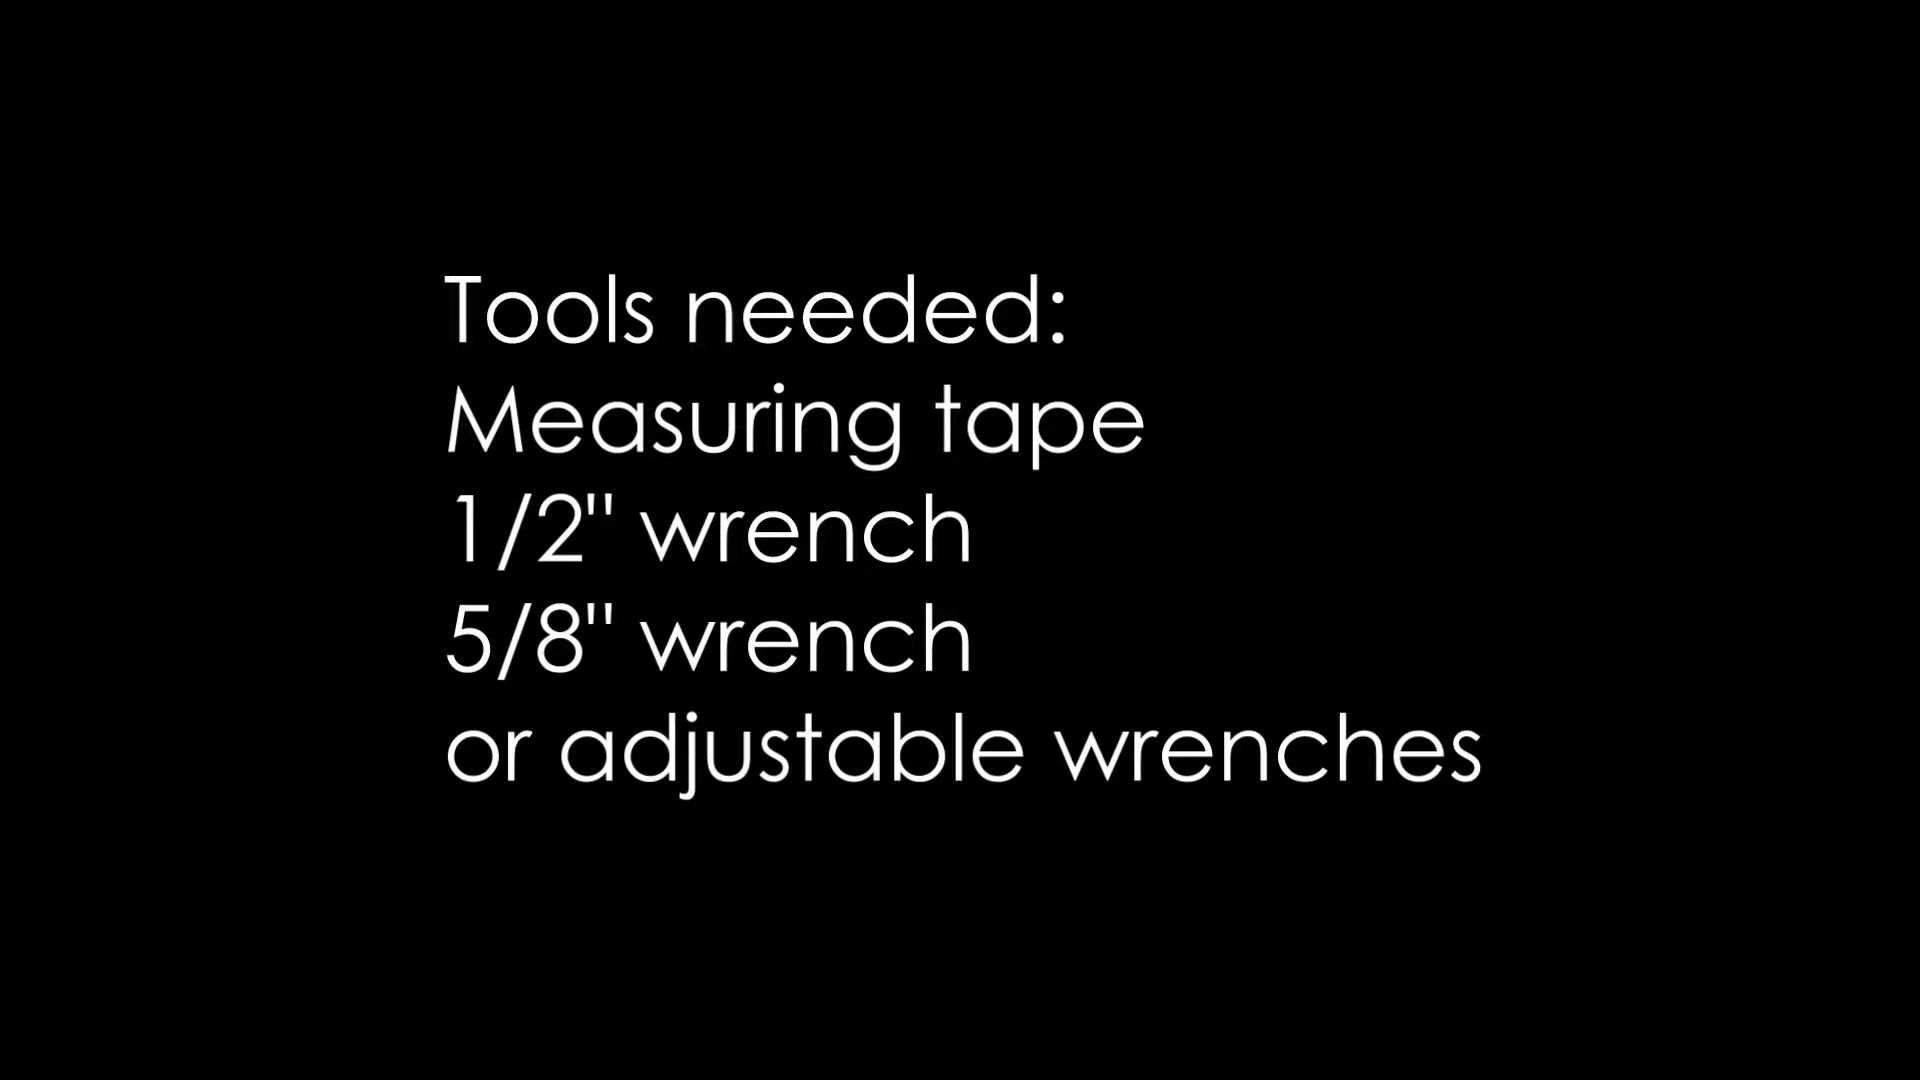 Tools needed:
Measuring tape
1/2" wrench
5/8" wrench
or adjustable wrenches